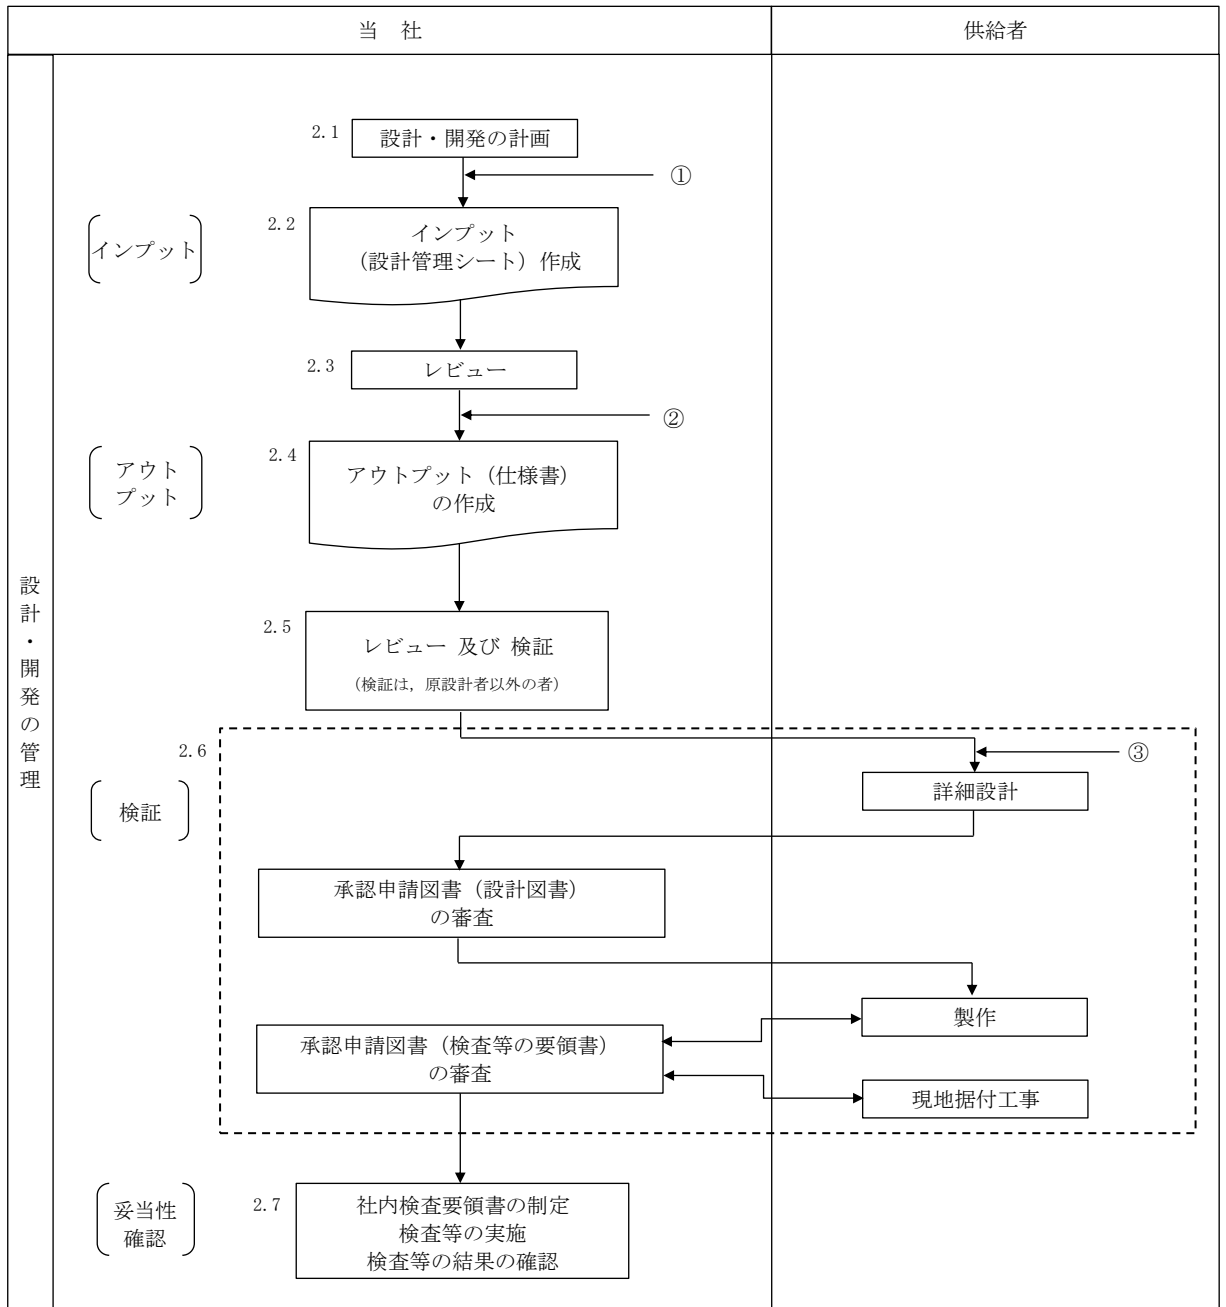 当 社
供給者
設計・開発の管理
2.1
設計・開発の計画
①
インプット
2.2
インプット
(設計管理シート)作成
2.3
レビュー
②
アウト
プット
2.4
アウトプット(仕様書)
の作成
2.5
レビュー 及び 検証
(検証は,原設計者以外の者)
2.6
③
検証
詳細設計
承認申請図書(設計図書)
の審査
製作
承認申請図書(検査等の要領書)
の審査
現地据付工事
妥当性
確認
2.7
社内検査要領書の制定
検査等の実施
検査等の結果の確認